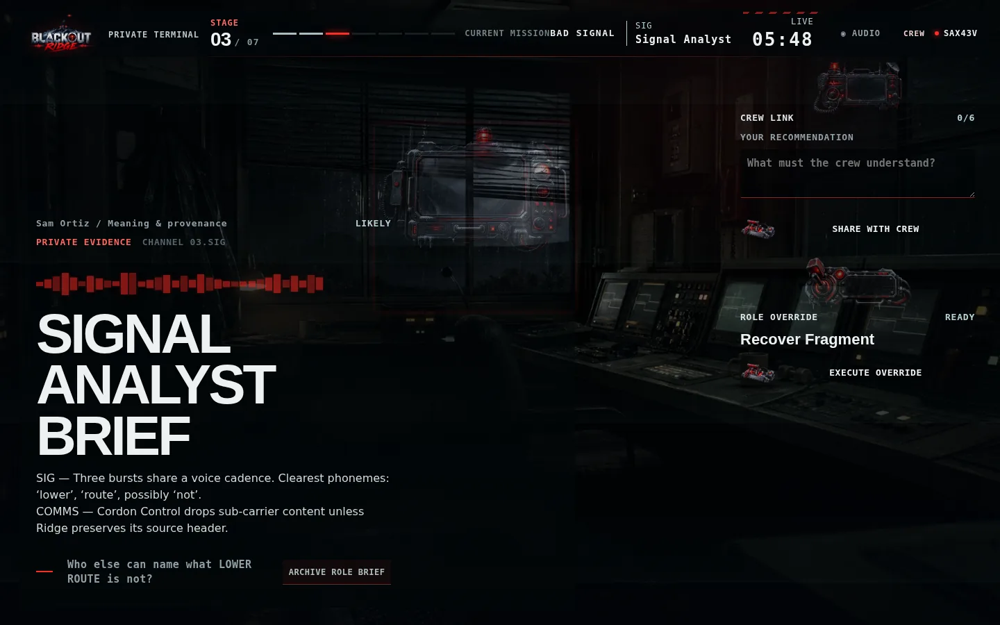 BLACKOUT
RIDGE
PRIVATE TERMINAL
STAGE
03 / 07
CURRENT MISSION BAD SIGNAL
SIG
Signal Analyst
LIVE
05:48
◉ AUDIO
CREW SAX43V
Sam Ortiz / Meaning & provenance
LIKELY
PRIVATE EVIDENCE CHANNEL 03.SIG
SIGNAL
ANALYST
BRIEF
SIG — Three bursts share a voice cadence. Clearest phonemes:
‘lower’, ‘route’, possibly ‘not’.
COMMS — Cordon Control drops sub-carrier content unless
Ridge preserves its source header.
Who else can name what LOWER
ROUTE is not?
ARCHIVE ROLE BRIEF
CREW LINK 0/6
YOUR RECOMMENDATION
What must the crew understand?
SHARE WITH CREW
ROLE OVERRIDE READY
Recover Fragment
EXECUTE OVERRIDE